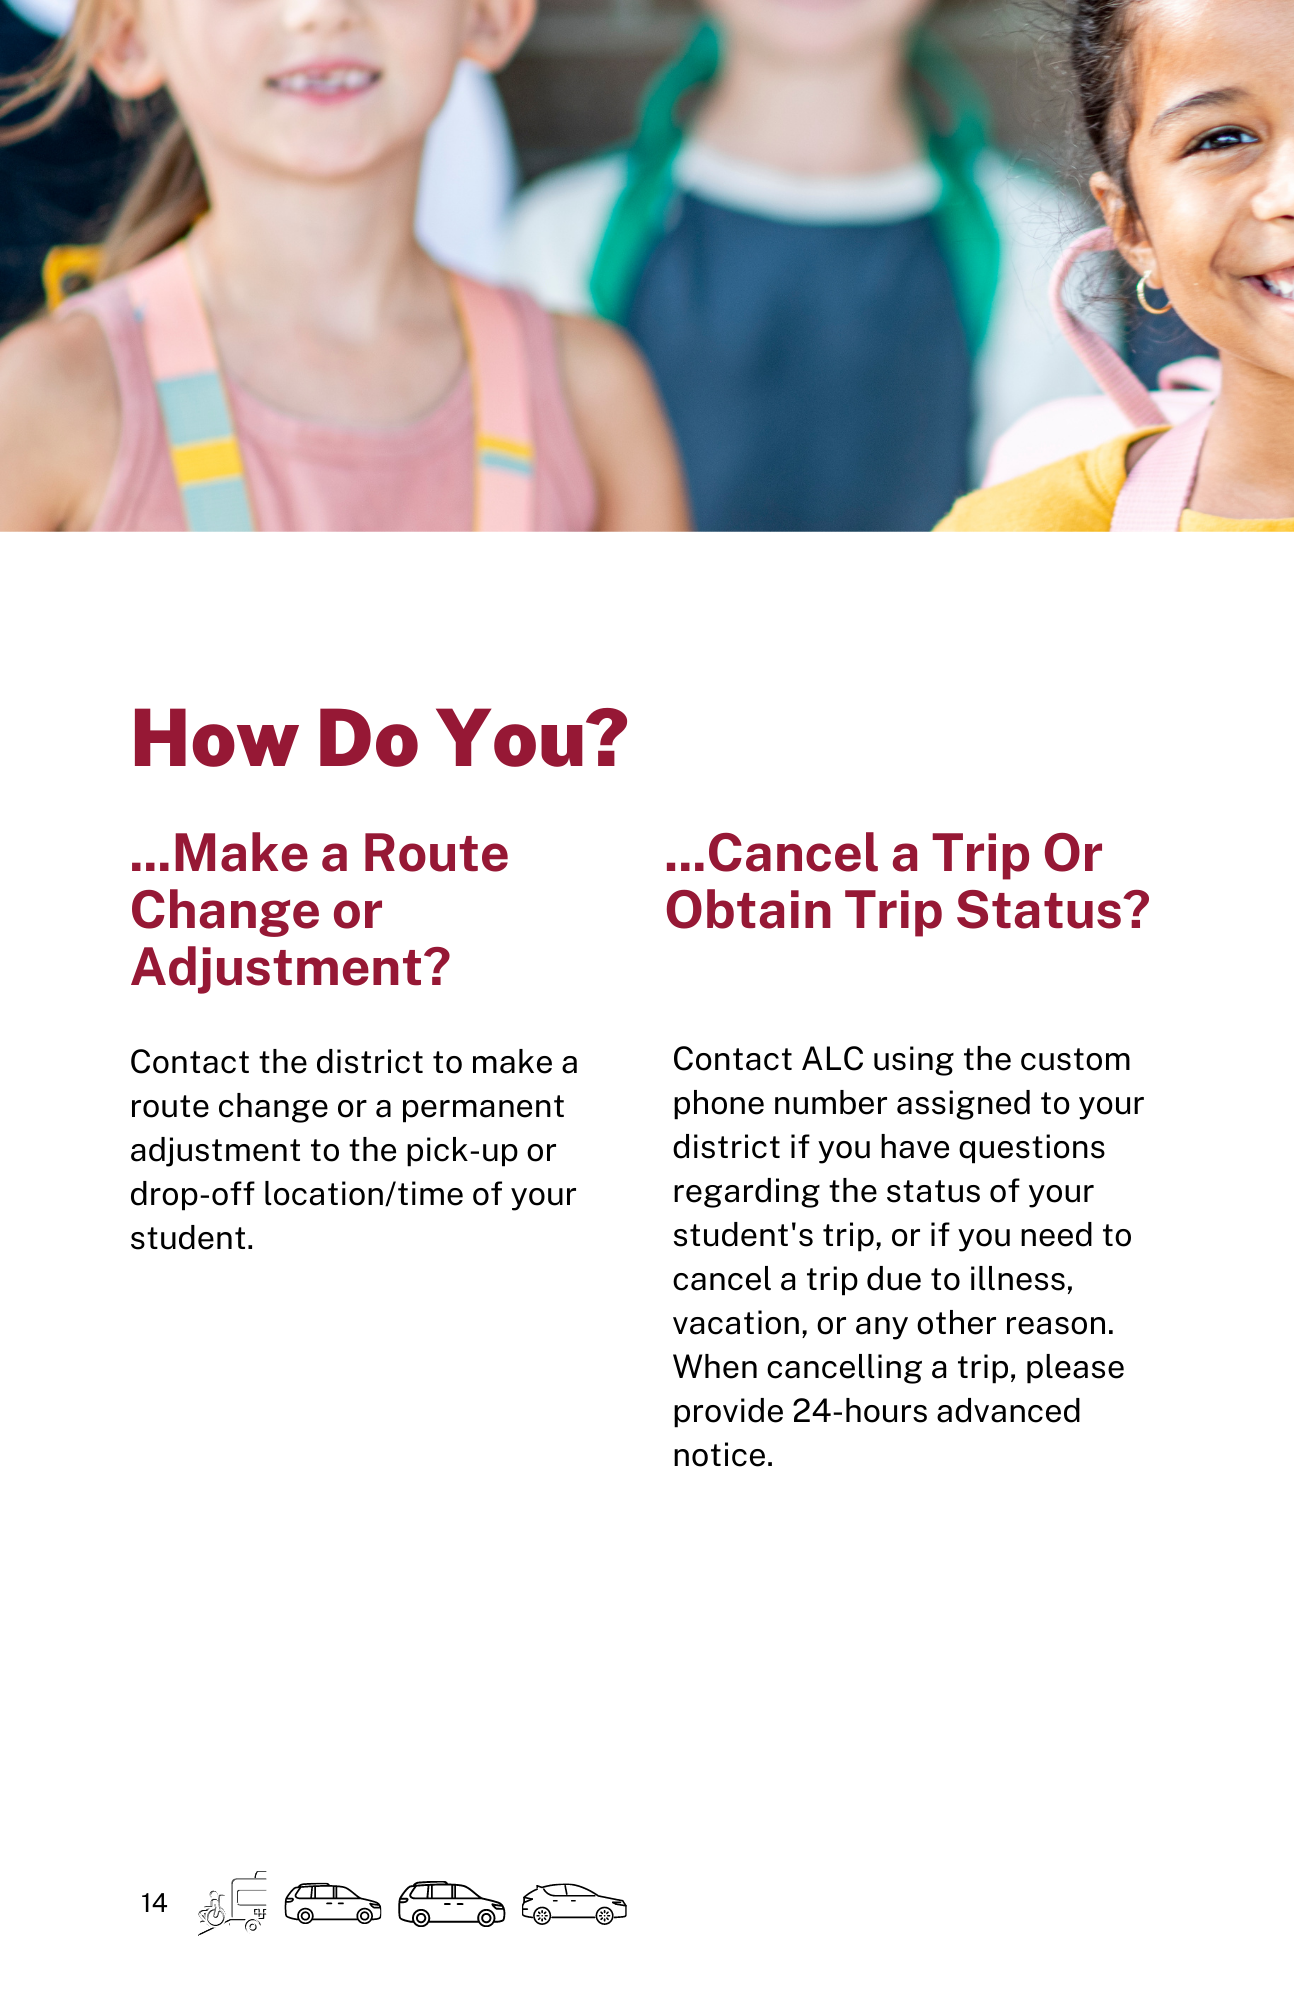 How Do You?
...Make a Route
Change or
Adjustment?
Contact the district to make a
route change or a permanent
adjustment to the pick-up or
drop-off location/time of your
student.
...Cancel a Trip Or
Obtain Trip Status?
Contact ALC using the custom
phone number assigned to your
district if you have questions
regarding the status of your
student's trip, or if you need to
cancel a trip due to illness,
vacation, or any other reason.
When cancelling a trip, please
provide 24-hours advanced
notice.
14